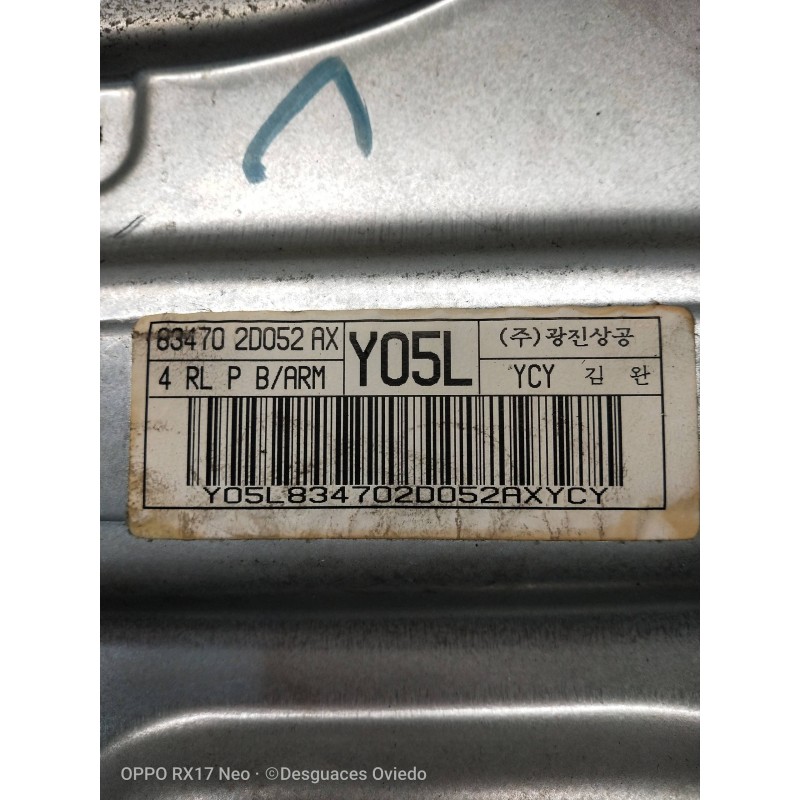 83470 2D052 AX Y05L (주)광진상공
4 RL P B/ARM YCY 김 완
Y05L834702D052AXYCY
OPPO RX17 Neo · ©Desguaces Oviedo